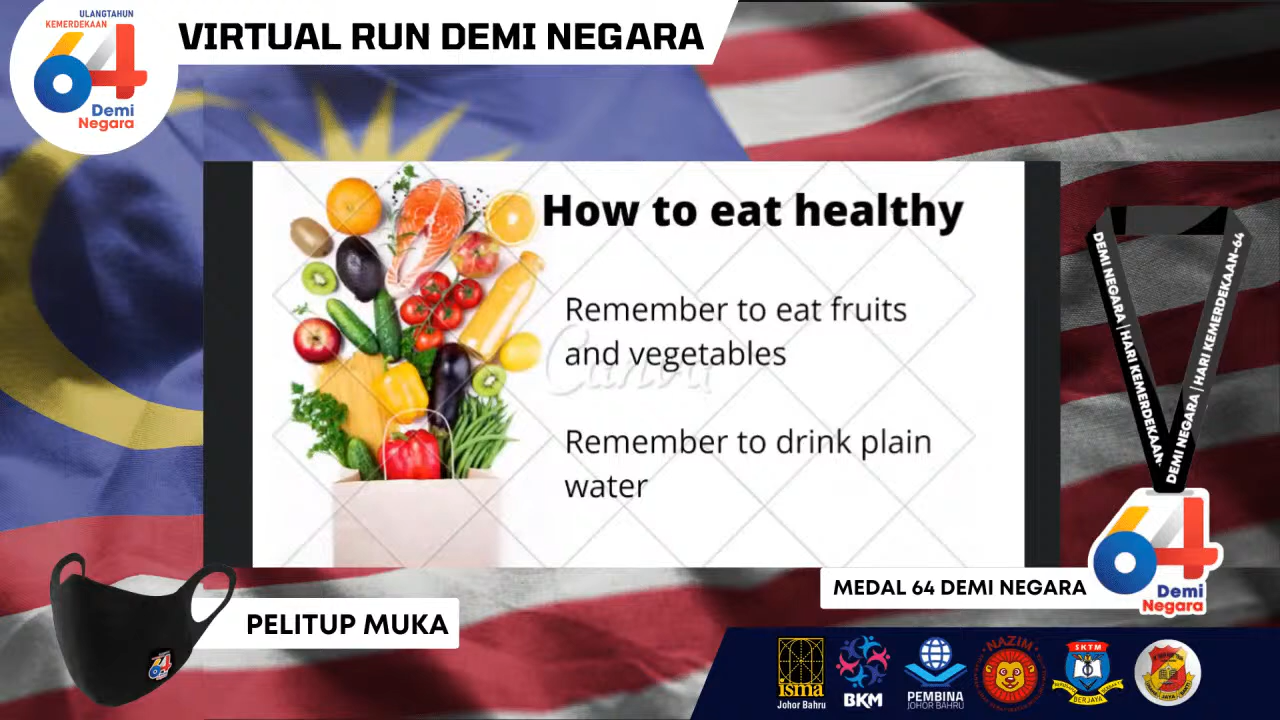 ULANGTAHUN
KEMERDEKAAN
64
Demi
Negara
VIRTUAL RUN DEMI NEGARA
How to eat healthy
Remember to eat fruits
and vegetables
Canva
Remember to drink plain
water
DEMI NEGARA | HARI KEMERDEKAAN-
DEMI NEGARA | HARI KEMERDEKAAN-64
64
Demi
Negara
MEDAL 64 DEMI NEGARA
PELITUP MUKA
64
isma
Johor Bahru
BKM
PEMBINA
JOHOR BAHRU
NAZIM
SKTM
BERJAYA